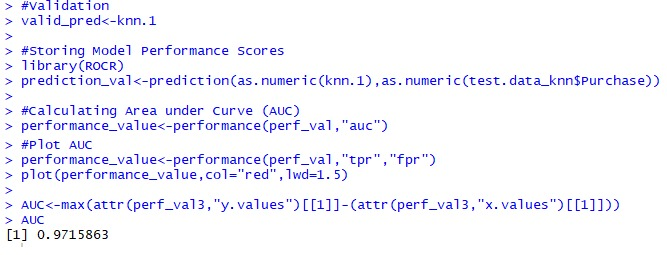 > #Validation
> valid_pred<-knn.1
>
> #Storing Model Performance Scores
> library(ROCR)
> prediction_val<-prediction(as.numeric(knn.1),as.numeric(test.data_knn$Purchase))
>
> #Calculating Area under Curve (AUC)
> performance_value<-performance(perf_val,"auc")
> #Plot AUC
> performance_value<-performance(perf_val,"tpr","fpr")
> plot(performance_value,col="red",lwd=1.5)
>
> AUC<-max(attr(perf_val3,"y.values")[[1]]-(attr(perf_val3,"x.values")[[1]]))
> AUC
[1] 0.9715863